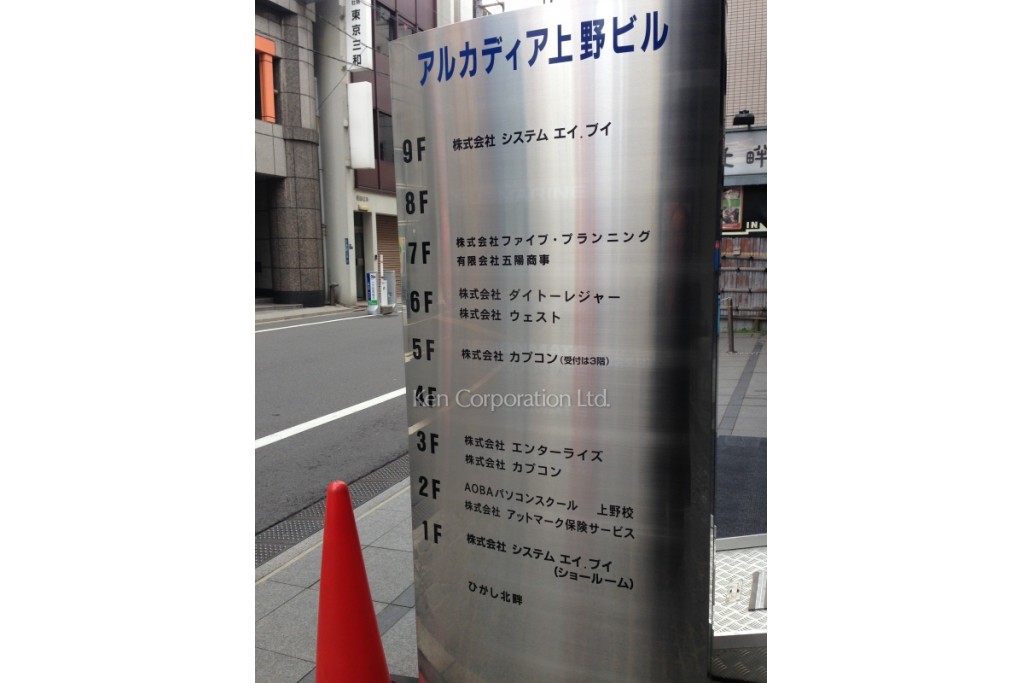 東京三和
アルカディア上野ビル
9F 株式会社 システム エイ.ブイ
8F
7F 株式会社ファイブ・プランニング
有限会社五陽商事
6F 株式会社 ダイトーレジャー
株式会社 ウェスト
5F 株式会社 カプコン(受付は3階)
4F
Ken Corporation Ltd.
3F 株式会社 エンターライズ
株式会社 カプコン
2F AOBAパソコンスクール 上野校
株式会社 アットマーク保険サービス
1F 株式会社 システム エイ.ブイ
(ショールーム)
ひがし北畔